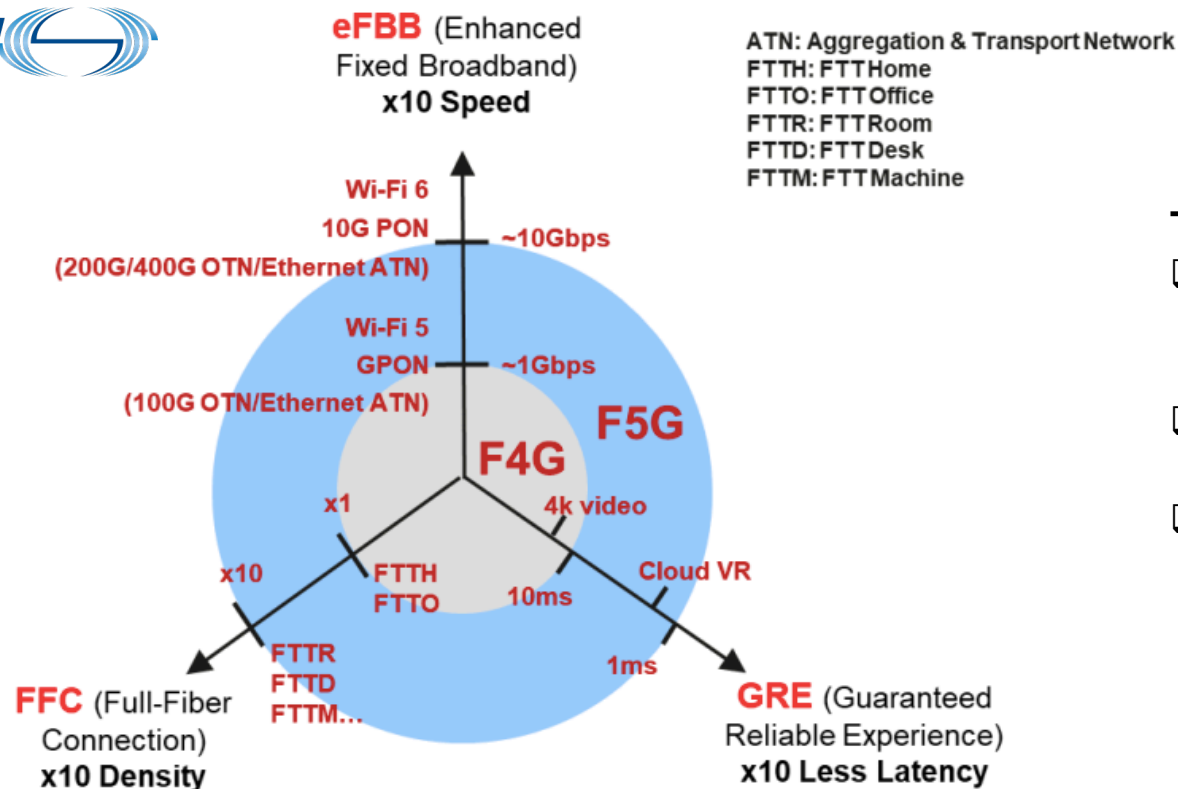 eFBB (Enhanced
Fixed Broadband)
x10 Speed
ATN: Aggregation & Transport Network
FTTH: FTTHome
FTTO: FTTOffice
FTTR: FTTRoom
FTTD: FTTDesk
FTTM: FTTMachine
Wi-Fi 6
10G PON
~10Gbps
(200G/400G OTN/Ethernet ATN)
Wi-Fi 5
GPON
~1Gbps
(100G OTN/Ethernet ATN)
F5G
F4G
x1
4k video
x10
FTTH
FTTO
10ms
Cloud VR
FTTR
FTTD
FTTM...
1ms
FFC (Full-Fiber
Connection)
x10 Density
GRE (Guaranteed
Reliable Experience)
x10 Less Latency